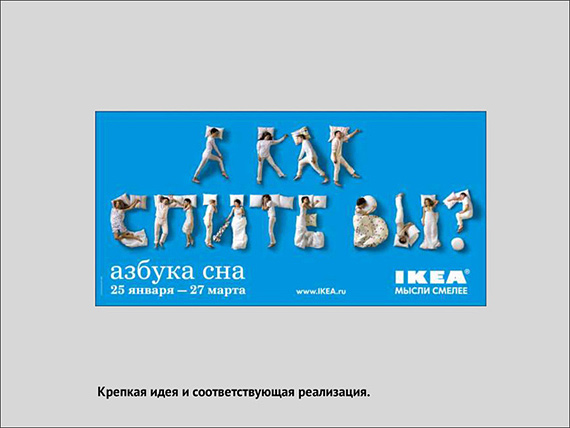 А КАК
СПИТЕ ВЫ?
азбука сна
25 января — 27 марта
www.IKEA.ru
IKEA®
МЫСЛИ СМЕЛЕЕ
Крепкая идея и соответствующая реализация.